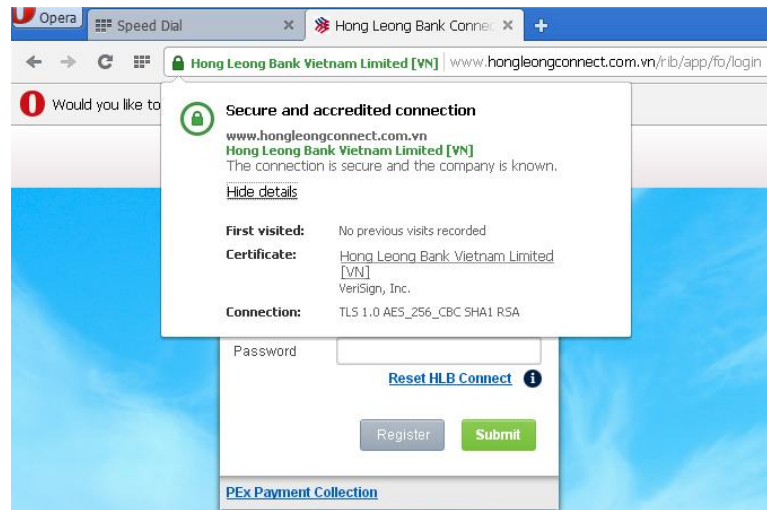 Opera
Speed Dial
Hong Leong Bank Connec
Hong Leong Bank Vietnam Limited [VN] www.hongleongconnect.com.vn/rib/app/fo/login
Would you like to
Secure and accredited connection
www.hongleongconnect.com.vn
Hong Leong Bank Vietnam Limited [VN]
The connection is secure and the company is known.
Hide details
First visited: No previous visits recorded
Certificate: Hong Leong Bank Vietnam Limited
[VN]
VeriSign, Inc.
Connection: TLS 1.0 AES_256_CBC SHA1 RSA
Password
Reset HLB Connect i
Register Submit
PEx Payment Collection